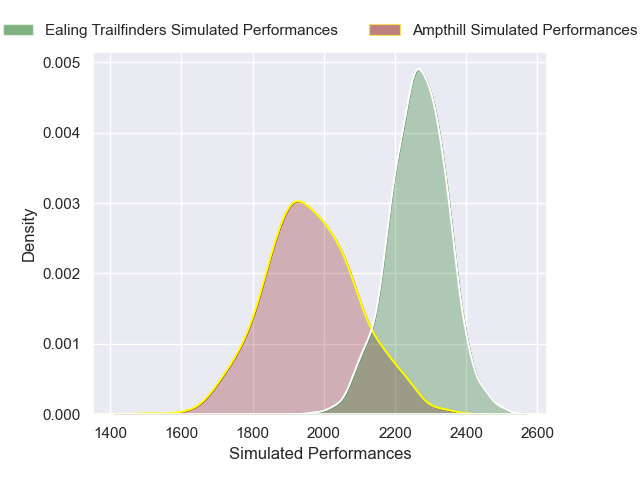 Ealing Trailfinders Simulated Performances Ampthill Simulated Performances
0.005
0.004
0.003
0.002
0.001
0.000
Density
1400 1600 1800 2000 2200 2400 2600
Simulated Performances